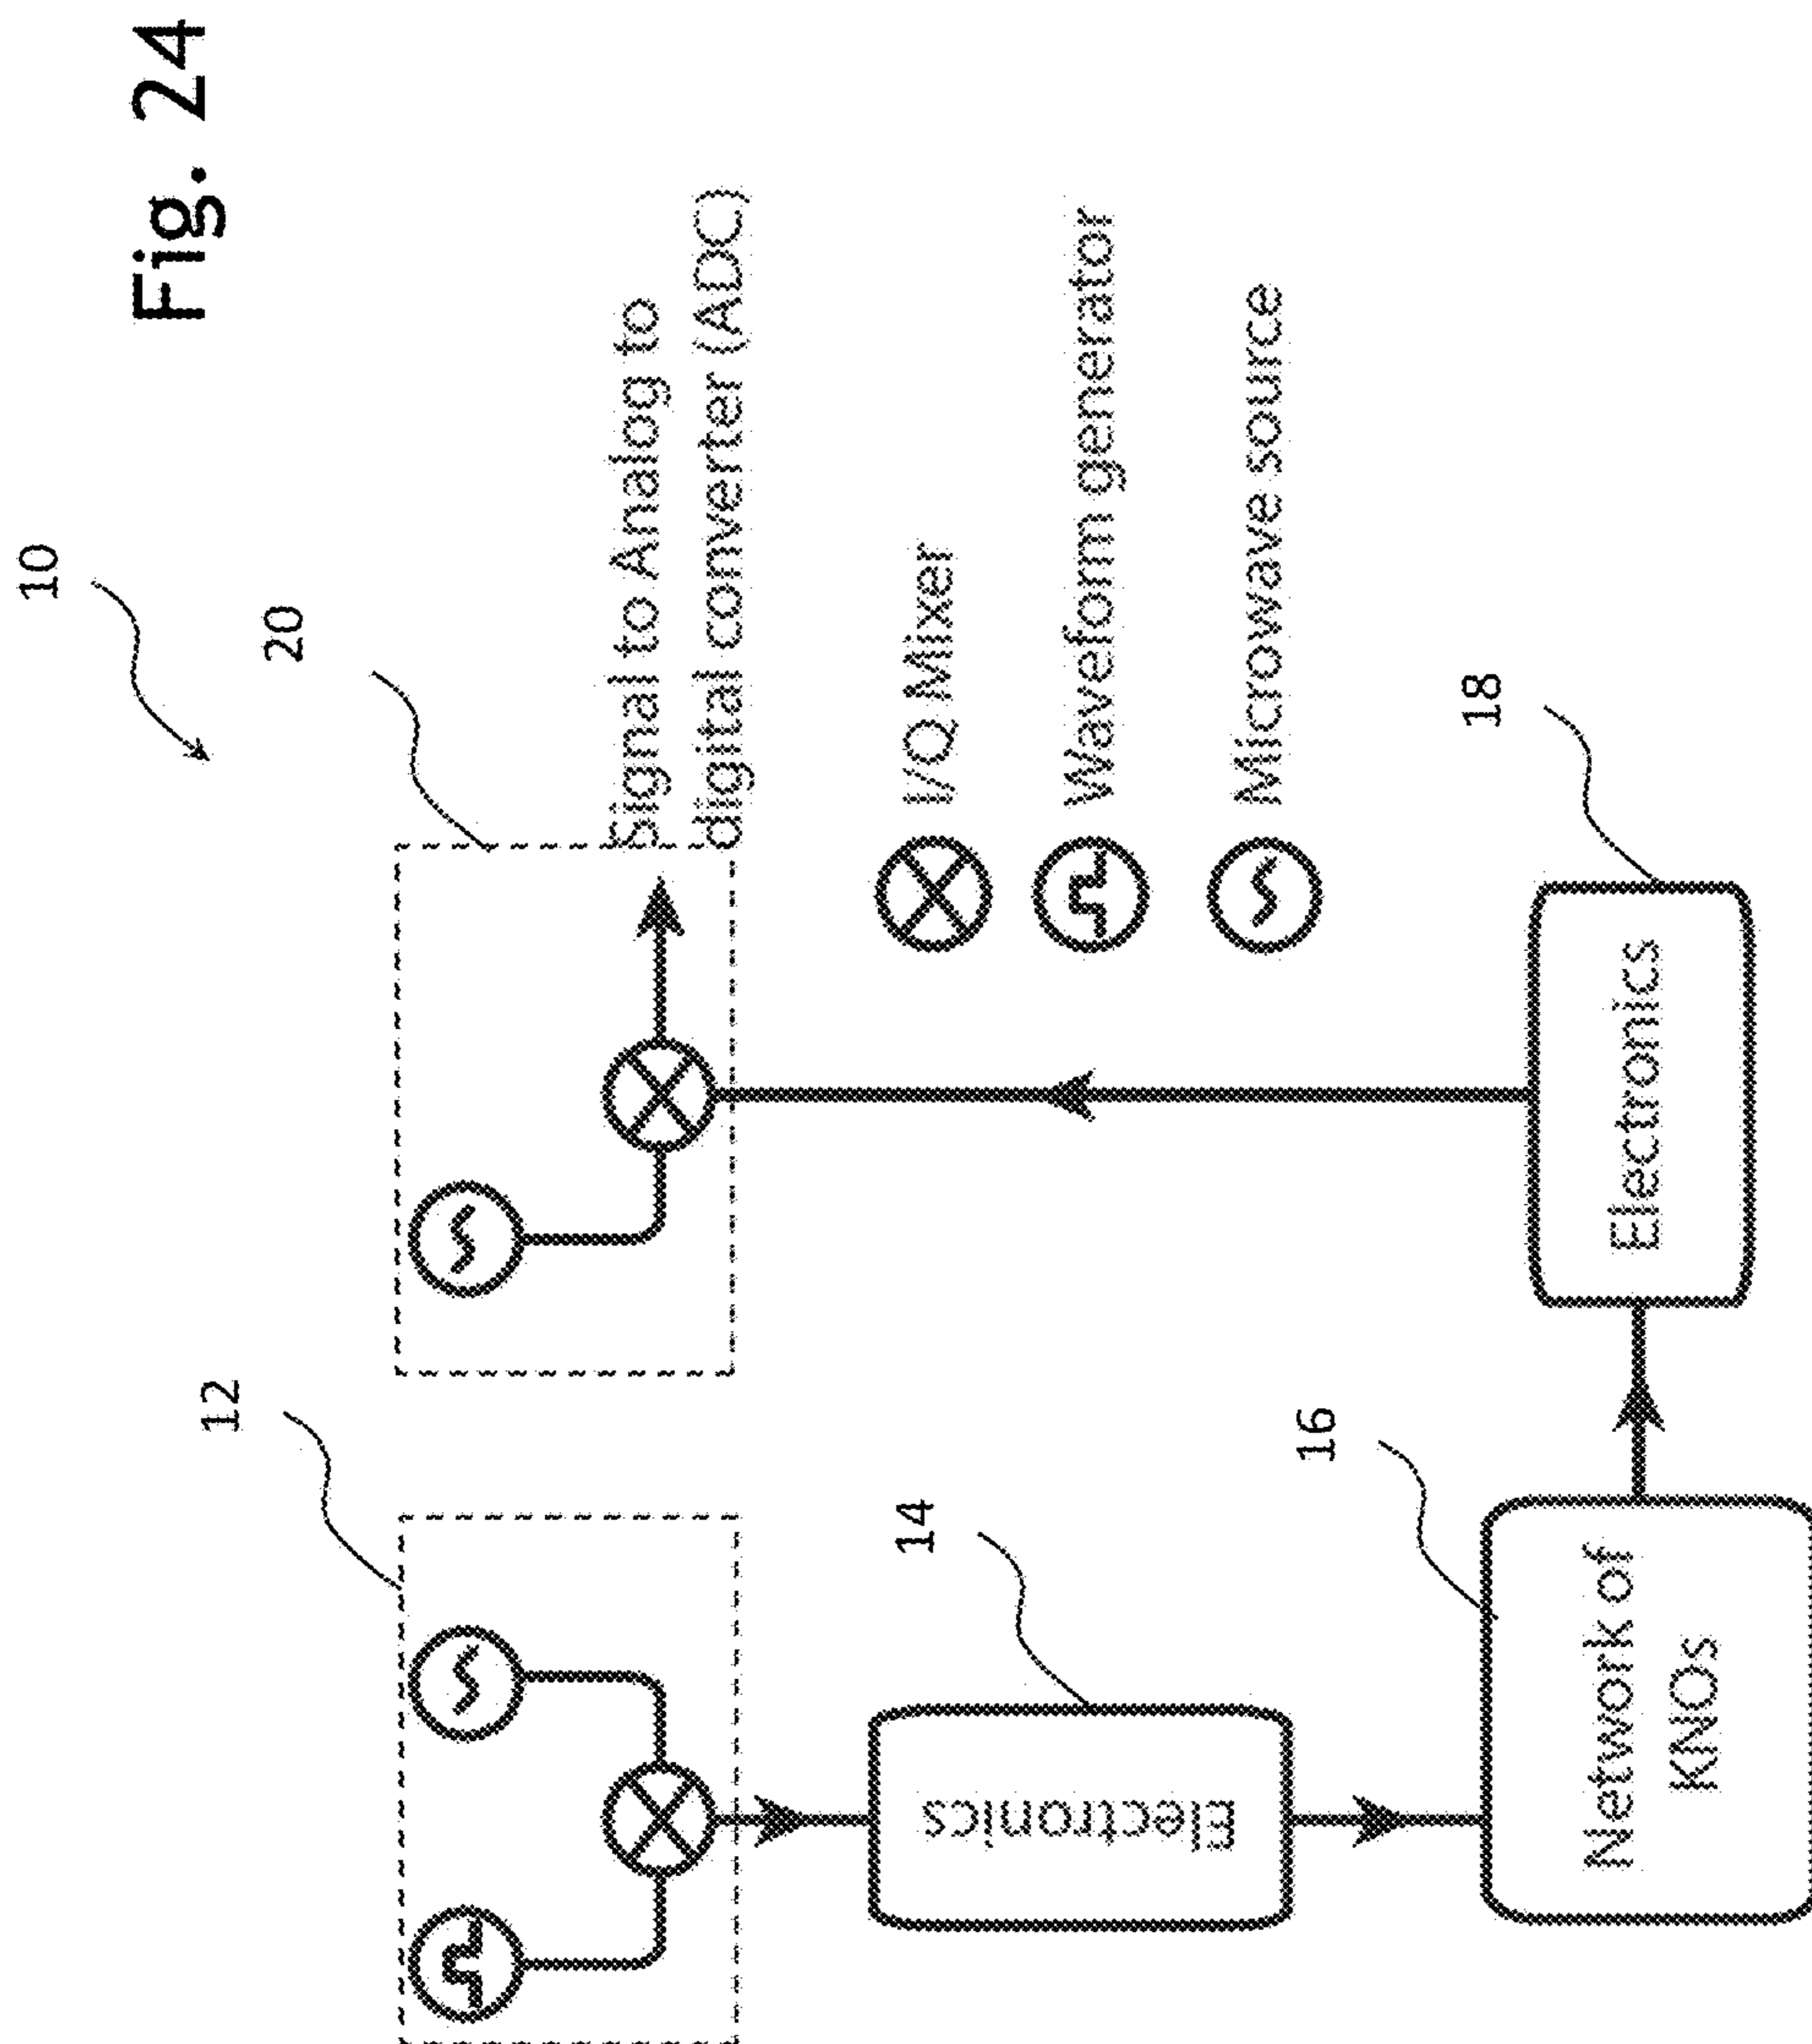 Fig. 24
10
12
20
Signal to Analog to
digital converter (ADC)
I/Q Mixer
Waveform generator
Microwave source
14
Electronics
16
Network of
KNOs
18
Electronics